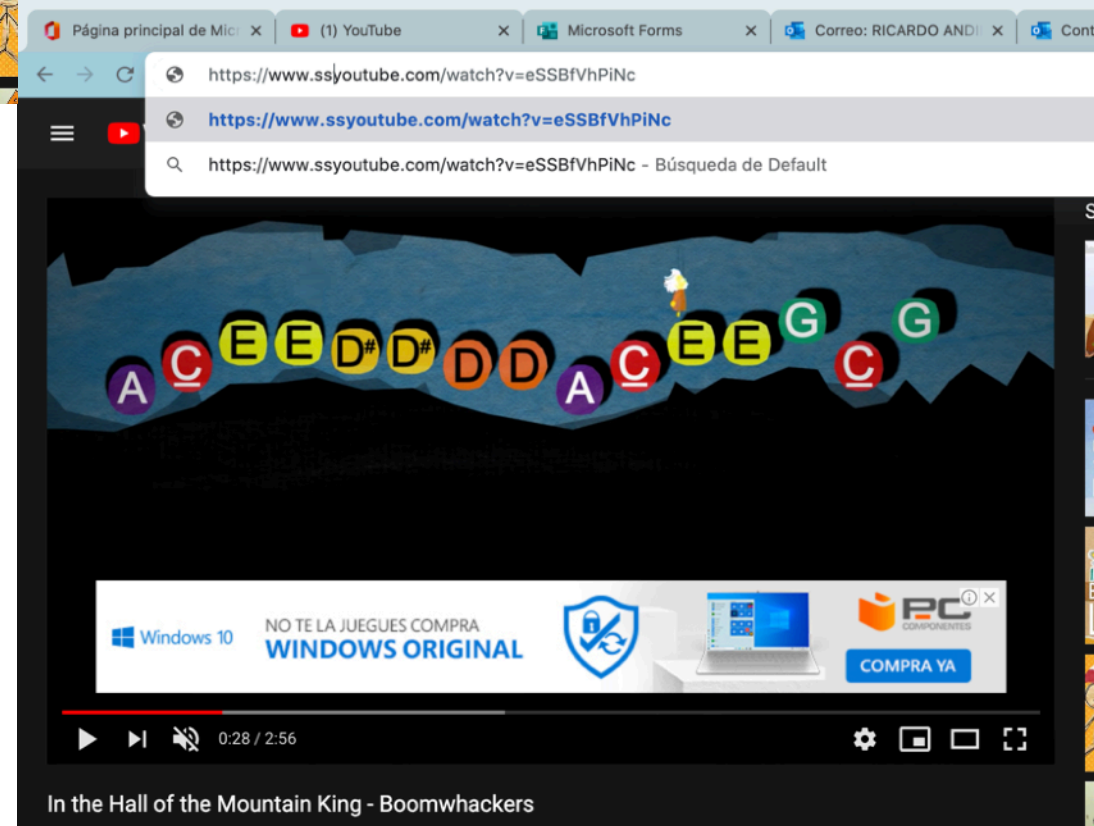 Página principal de Mic
(1) YouTube
Microsoft Forms
Correo: RICARDO ANDI
Cont
https://www.ssyoutube.com/watch?v=eSSBfVhPiNc
https://www.ssyoutube.com/watch?v=eSSBfVhPiNc
https://www.ssyoutube.com/watch?v=eSSBfVhPiNc - Búsqueda de Default
S
A C E E D# D# D D A C E E G C G
Windows 10
NO TE LA JUEGUES COMPRA
WINDOWS ORIGINAL
PC
COMPONENTES
COMPRA YA
0:28 / 2:56
In the Hall of the Mountain King - Boomwhackers